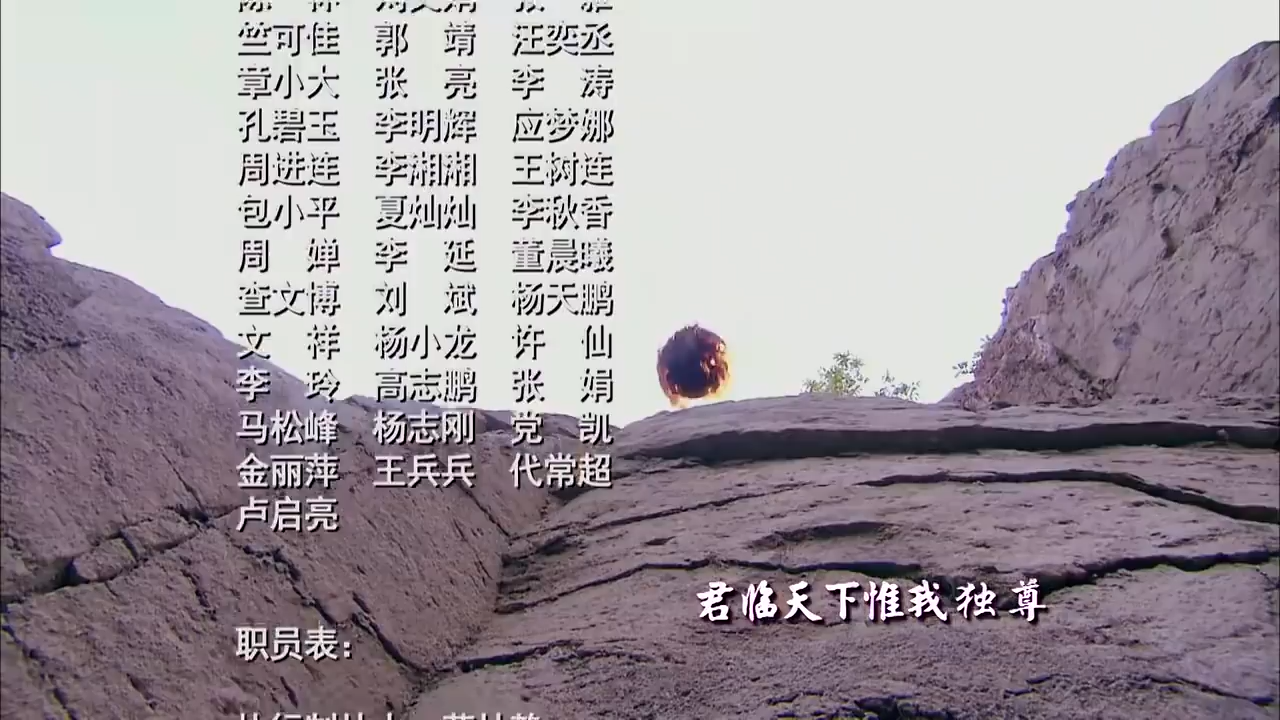 竺可佳 郭 靖 汪奕丞
章小大 张 亮 李 涛
孔碧玉 李明辉 应梦娜
周进连 李湘湘 王树连
包小平 夏灿灿 李秋香
周 婵 李 延 董晨曦
查文博 刘 斌 杨天鹏
文 祥 杨小龙 许 仙
李 玲 高志鹏 张 娟
马松峰 杨志刚 党 凯
金丽萍 王兵兵 代常超
卢启亮
君临天下惟我独尊
职员表: